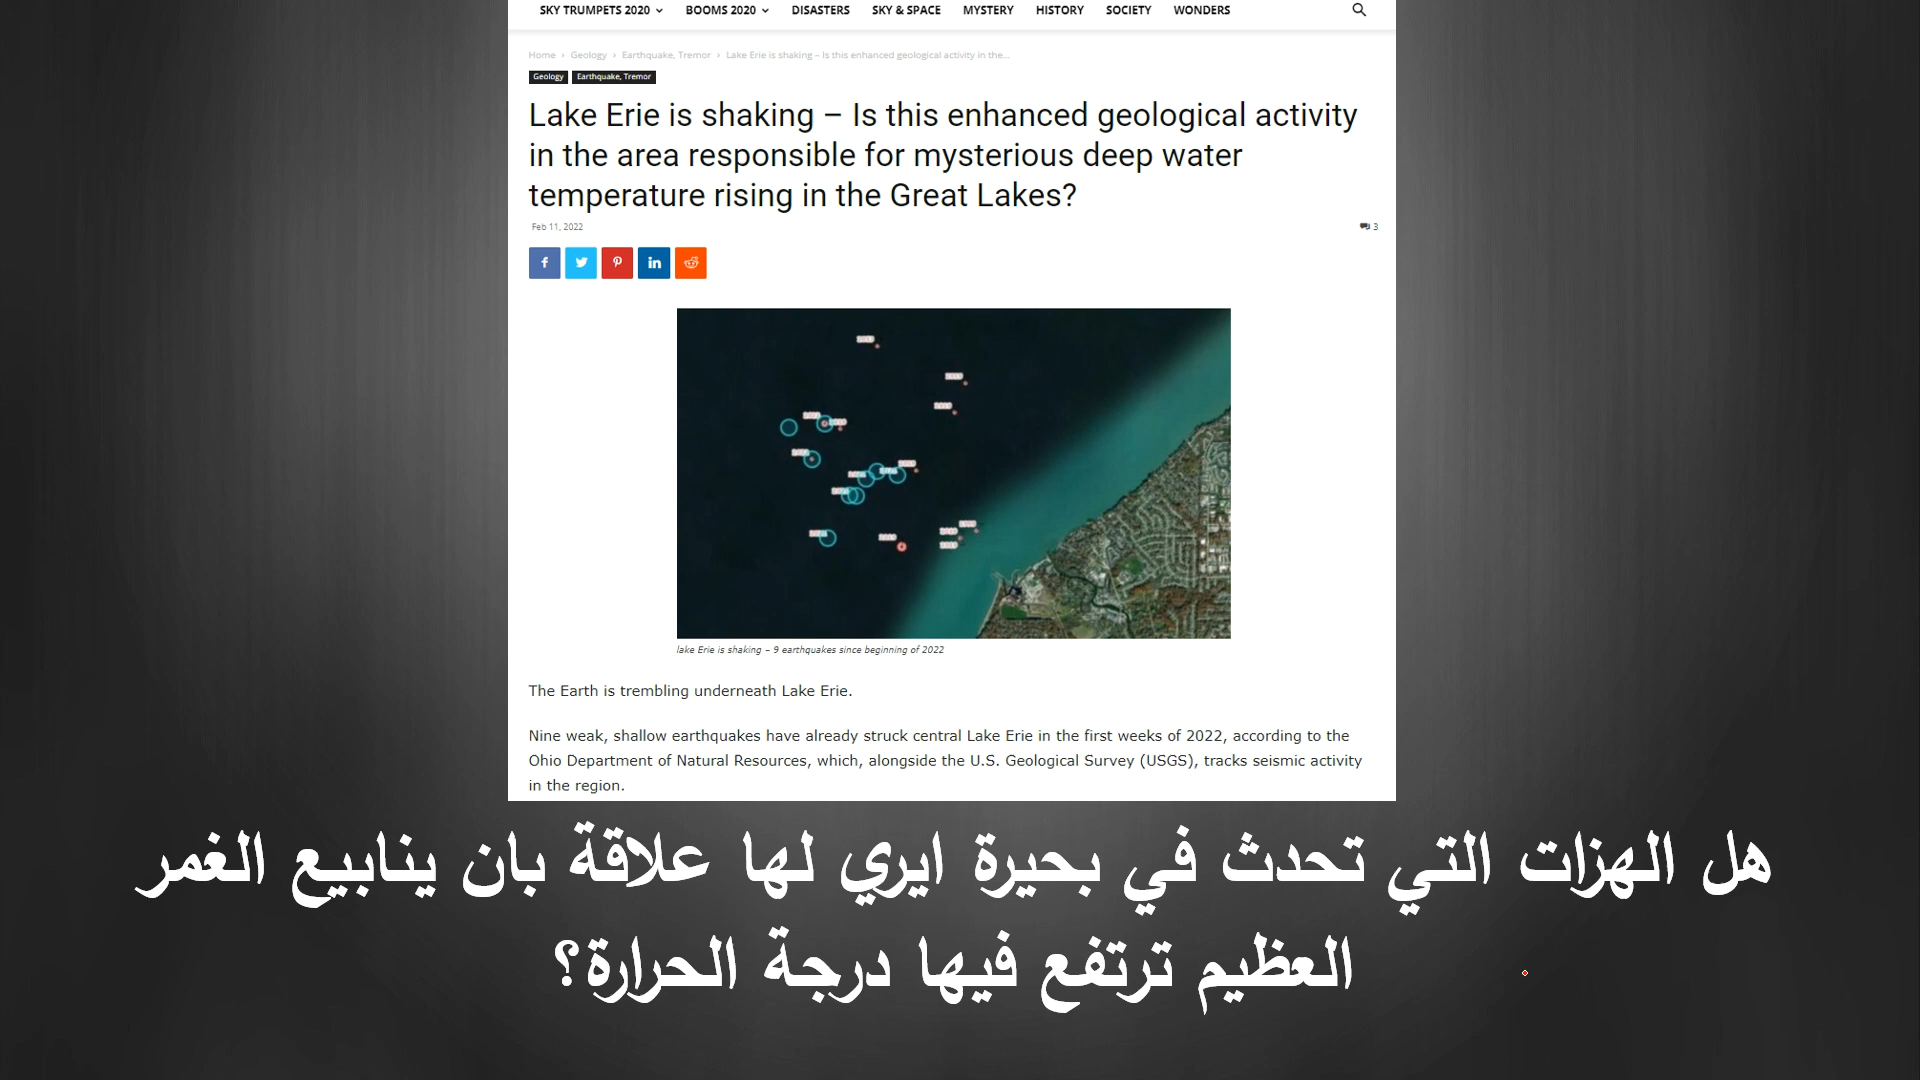 SKY TRUMPETS 2020 BOOMS 2020 DISASTERS SKY & SPACE MYSTERY HISTORY SOCIETY WONDERS
Home › Geology › Earthquake, Tremor › Lake Erie is shaking – Is this enhanced geological activity in the...
Geology Earthquake, Tremor
Lake Erie is shaking – Is this enhanced geological activity
in the area responsible for mysterious deep water
temperature rising in the Great Lakes?
Feb 11, 2022 3
lake Erie is shaking – 9 earthquakes since beginning of 2022
The Earth is trembling underneath Lake Erie.
Nine weak, shallow earthquakes have already struck central Lake Erie in the first weeks of 2022, according to the
Ohio Department of Natural Resources, which, alongside the U.S. Geological Survey (USGS), tracks seismic activity
in the region.
هل الهزات التي تحدث في بحيرة ايري لها علاقة بان ينابيع الغمر
العظيم ترتفع فيها درجة الحرارة؟